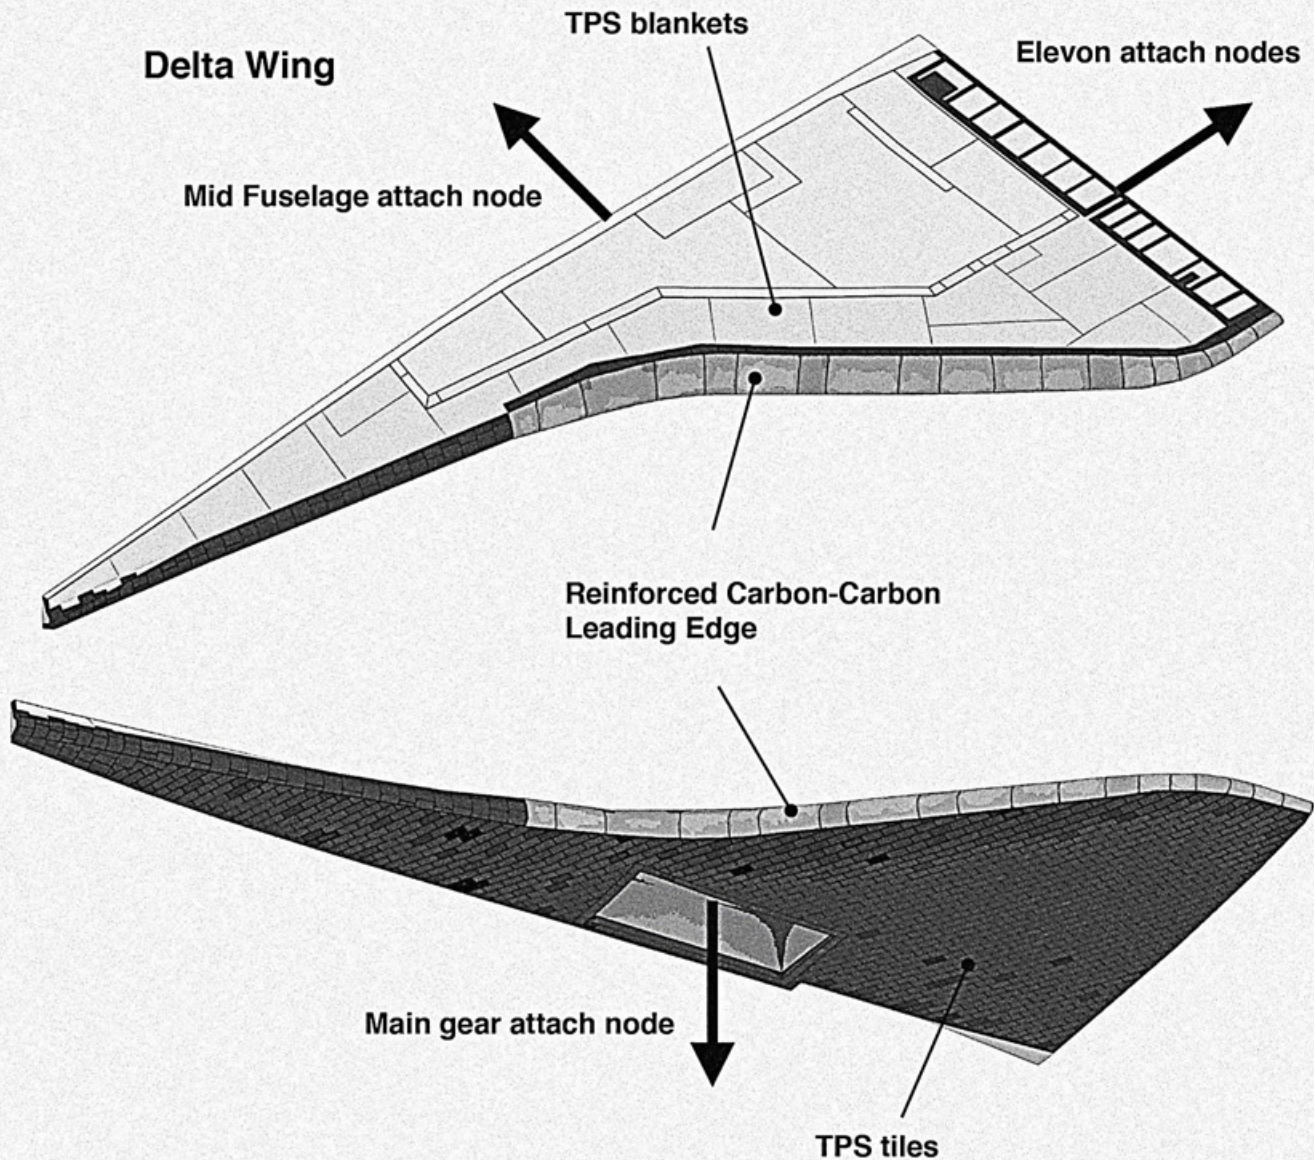 TPS blankets
Delta Wing
Elevon attach nodes
Mid Fuselage attach node
Reinforced Carbon-Carbon
Leading Edge
Main gear attach node
TPS tiles